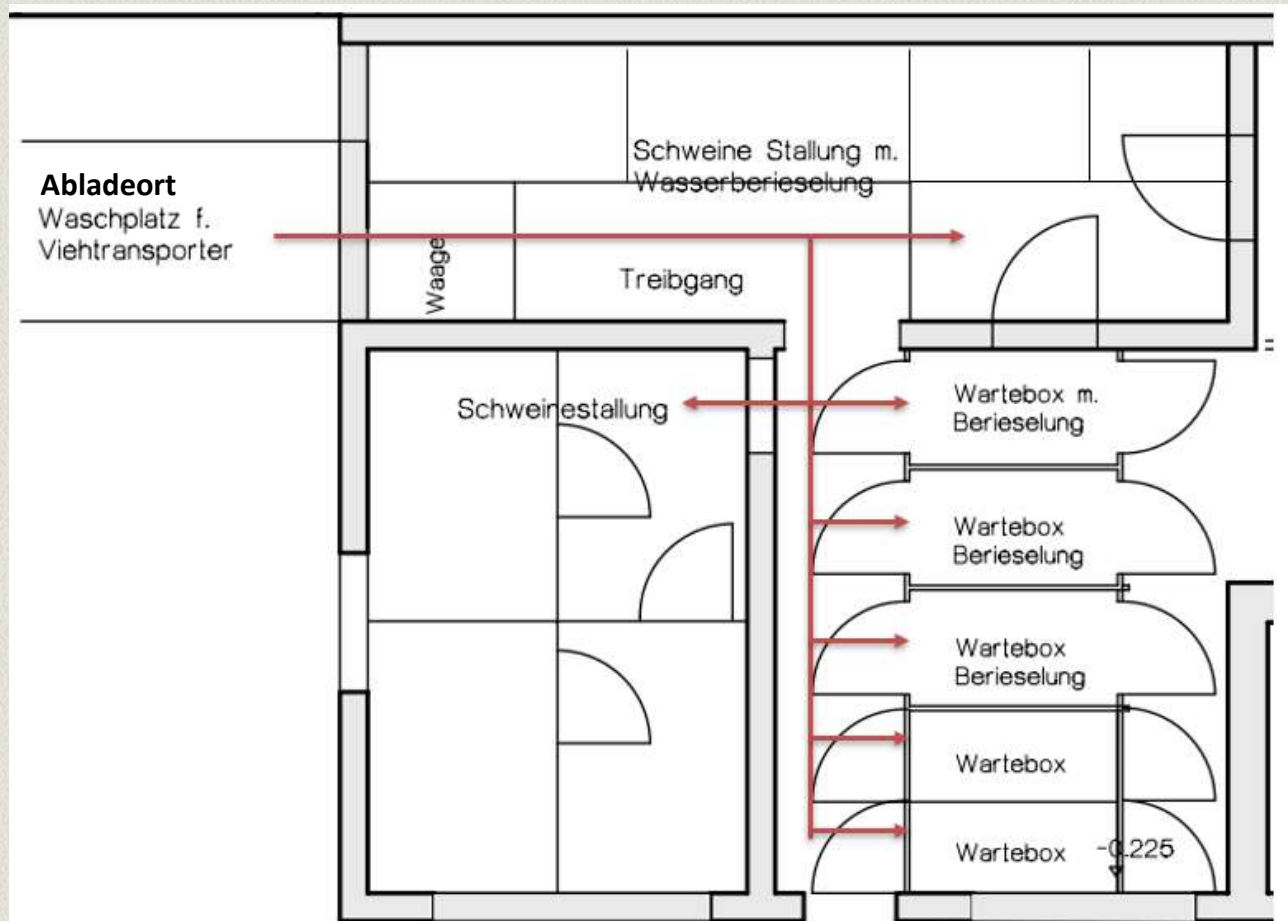 Schweine Stallung m.
Wasserberieselung
Abladeort
Waschplatz f.
Viehtransporter
Waage
Treibgang
Schweinestallung
Wartebox m.
Berieselung
Wartebox
Berieselung
Wartebox
Berieselung
Wartebox
Wartebox
-0.225